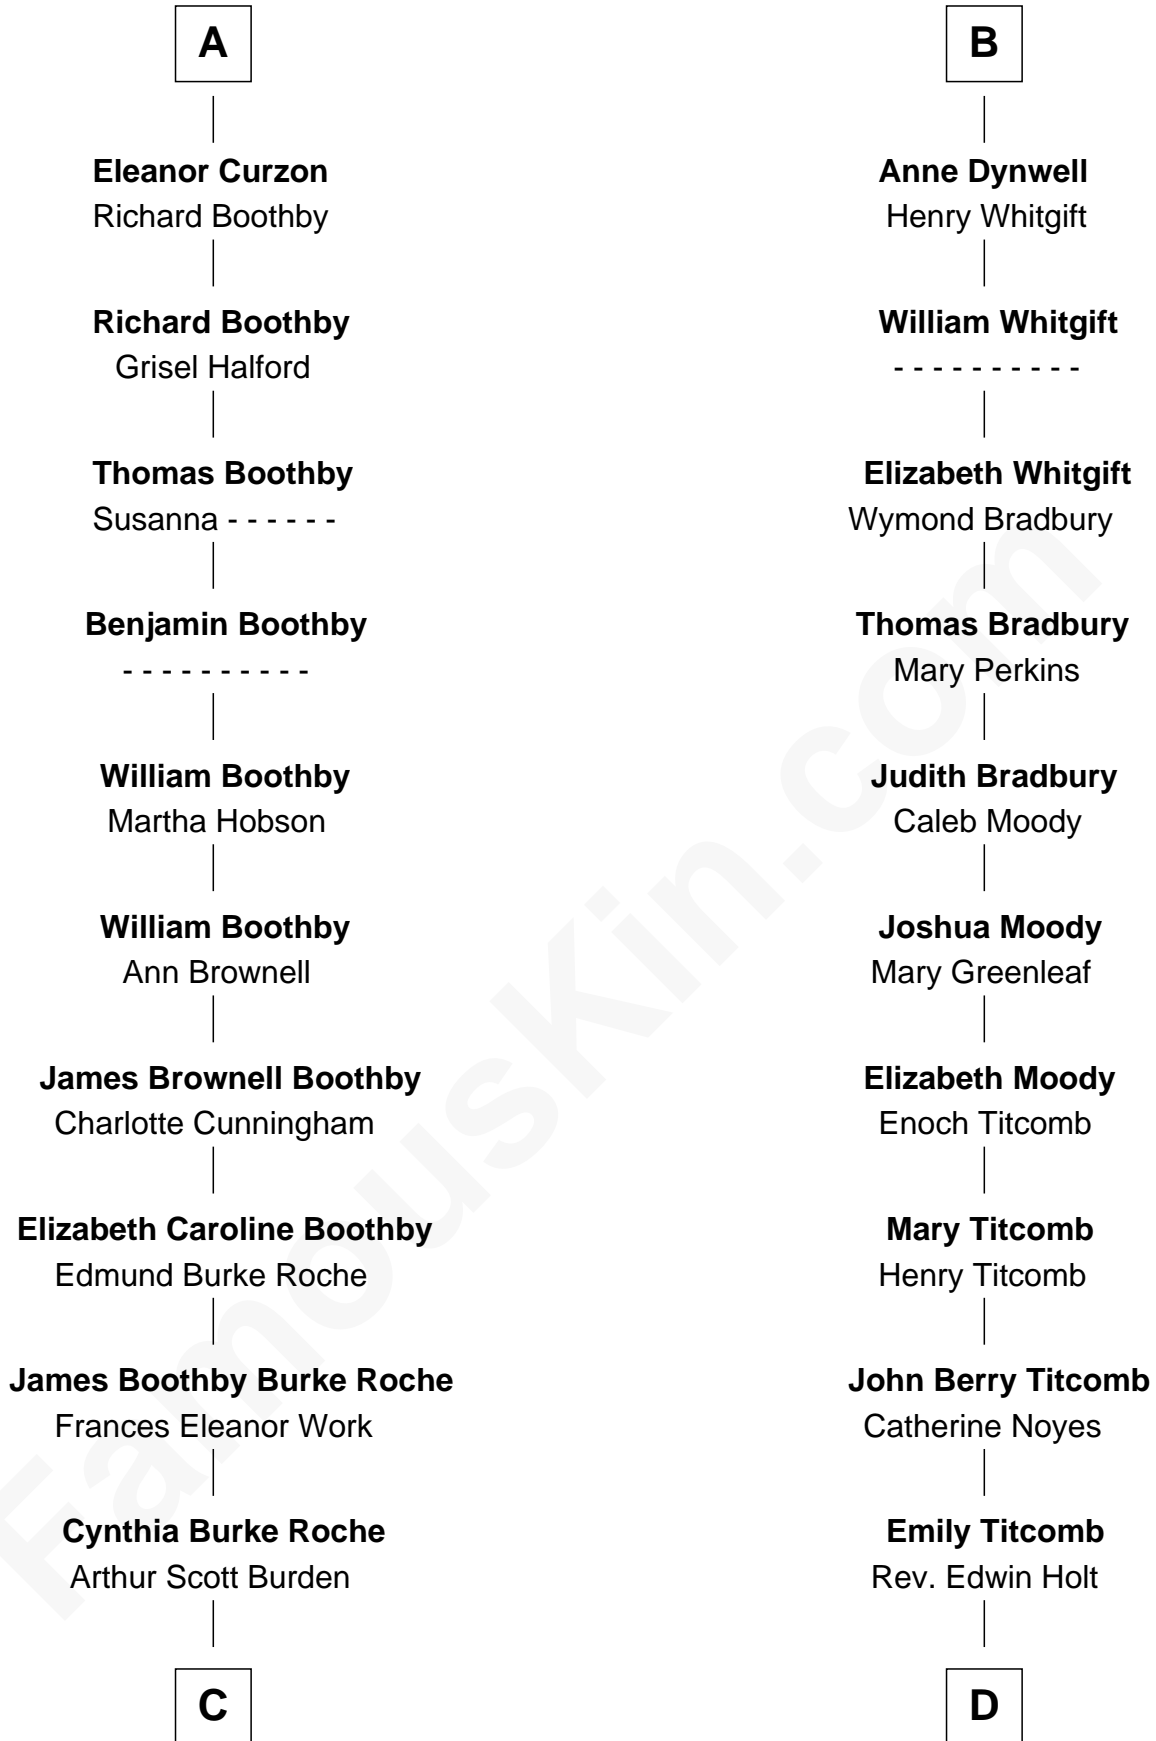 A
Eleanor Curzon
Richard Boothby
Richard Boothby
Grisel Halford
Thomas Boothby
Susanna - - - - - -
Benjamin Boothby
- - - - - - - - - -
William Boothby
Martha Hobson
William Boothby
Ann Brownell
James Brownell Boothby
Charlotte Cunningham
Elizabeth Caroline Boothby
Edmund Burke Roche
James Boothby Burke Roche
Frances Eleanor Work
Cynthia Burke Roche
Arthur Scott Burden
C
B
Anne Dynwell
Henry Whitgift
William Whitgift
- - - - - - - - - -
Elizabeth Whitgift
Wymond Bradbury
Thomas Bradbury
Mary Perkins
Judith Bradbury
Caleb Moody
Joshua Moody
Mary Greenleaf
Elizabeth Moody
Enoch Titcomb
Mary Titcomb
Henry Titcomb
John Berry Titcomb
Catherine Noyes
Emily Titcomb
Rev. Edwin Holt
D
FamousKin.com